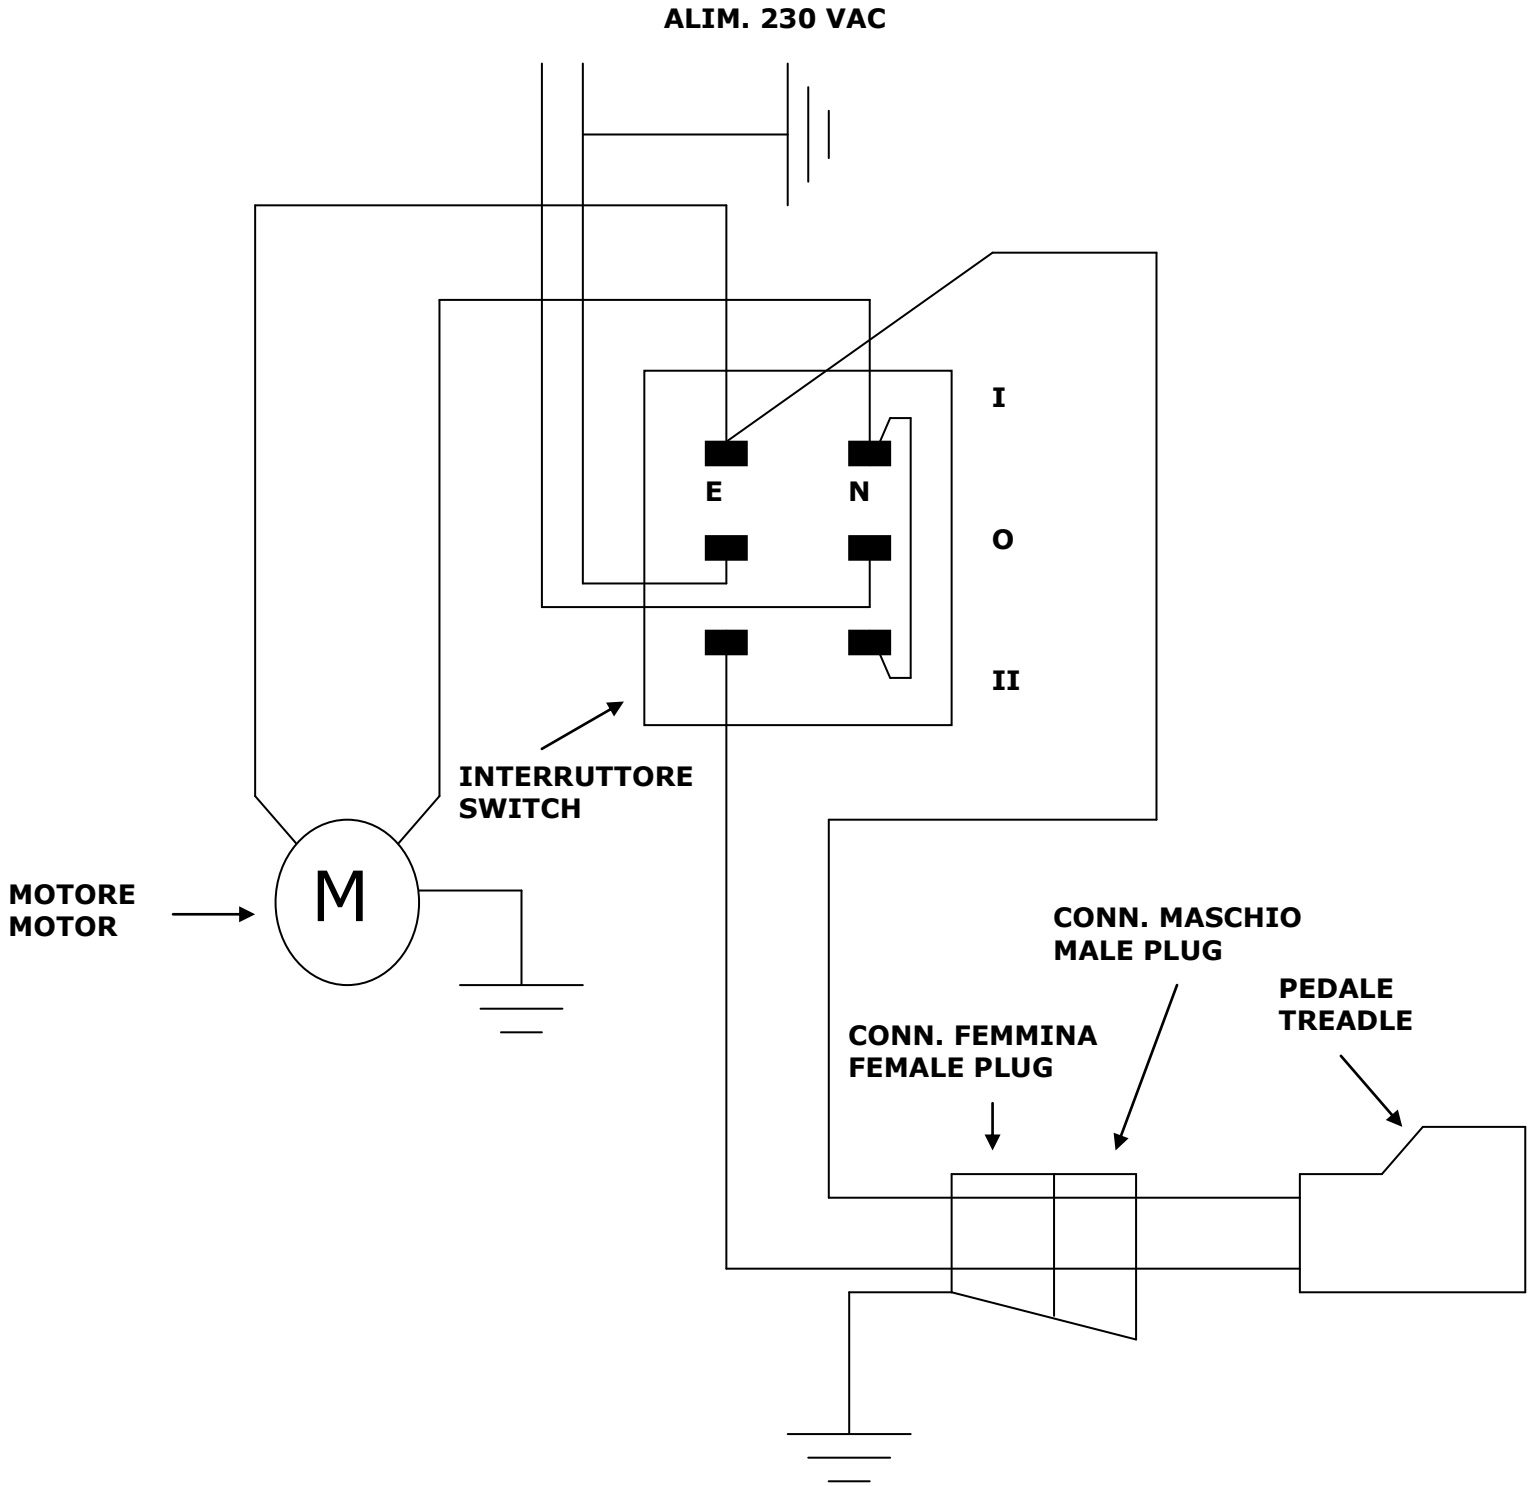 ALIM. 230 VAC
I
E
N
O
II
INTERRUTTORE
SWITCH
M
MOTORE
MOTOR
CONN. MASCHIO
MALE PLUG
PEDALE
TREADLE
CONN. FEMMINA
FEMALE PLUG